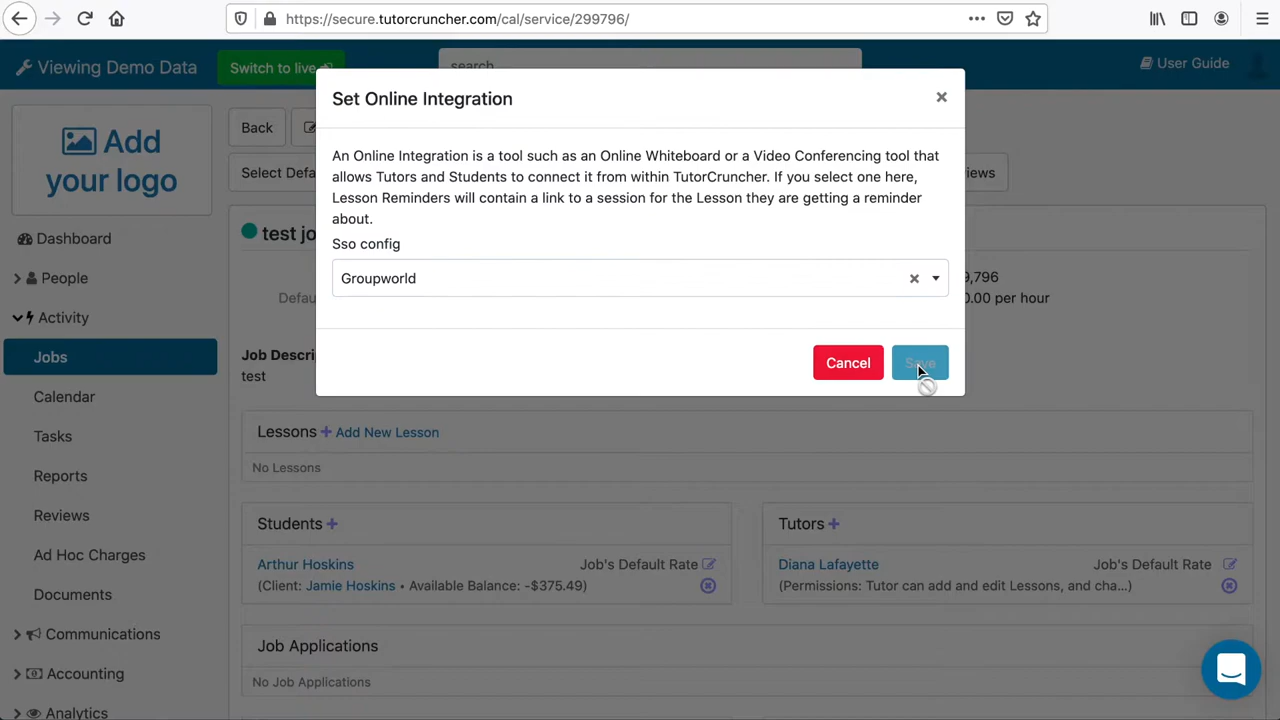 https://secure.tutorcruncher.com/cal/service/299796/
Viewing Demo Data
Switch to live
search
User Guide
Add
your logo
Back
Select Defa
iews
Set Online Integration
An Online Integration is a tool such as an Online Whiteboard or a Video Conferencing tool that
allows Tutors and Students to connect it from within TutorCruncher. If you select one here,
Lesson Reminders will contain a link to a session for the Lesson they are getting a reminder
about.
Sso config
Groupworld
Cancel
Save
Dashboard
People
Activity
Jobs
Calendar
Tasks
Reports
Reviews
Ad Hoc Charges
Documents
Communications
Accounting
Analytics
test jo
9,796
Defau
0.00 per hour
Job Descri
test
Lessons + Add New Lesson
No Lessons
Students +
Arthur Hoskins Job's Default Rate
(Client: Jamie Hoskins • Available Balance: -$375.49)
Tutors +
Diana Lafayette Job's Default Rate
(Permissions: Tutor can add and edit Lessons, and cha...)
Job Applications
No Job Applications